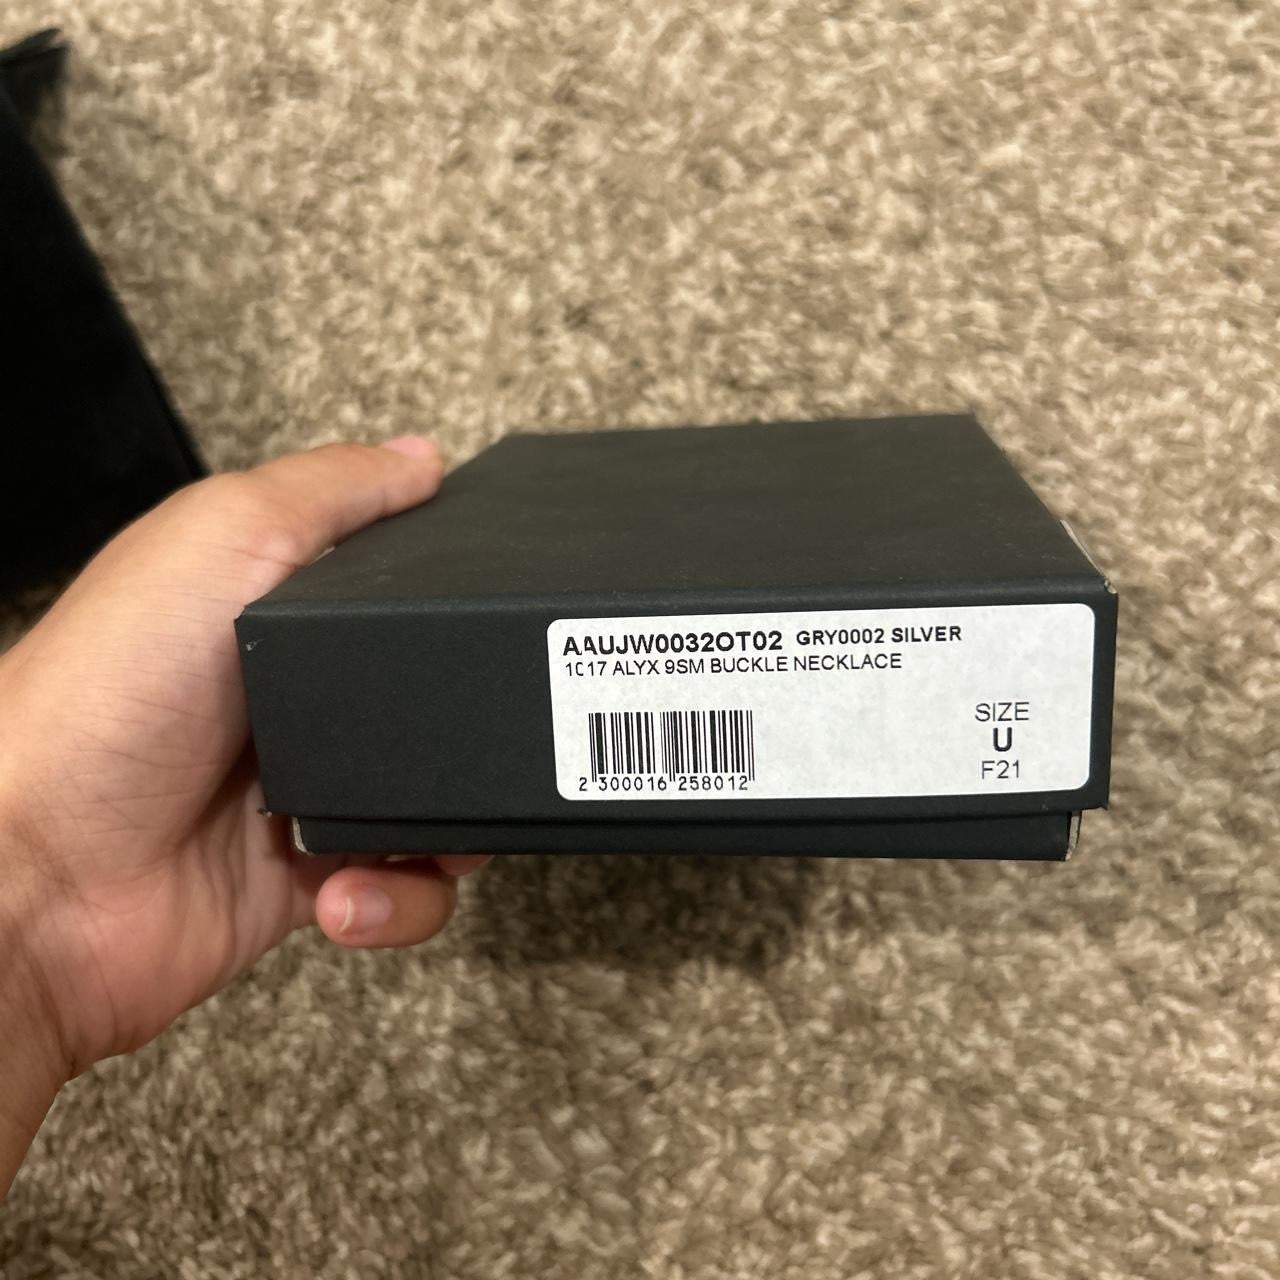 AAUJW0032OT02 GRY0002 SILVER
1017 ALYX 9SM BUCKLE NECKLACE
SIZE
U
F21
2 300016 258012